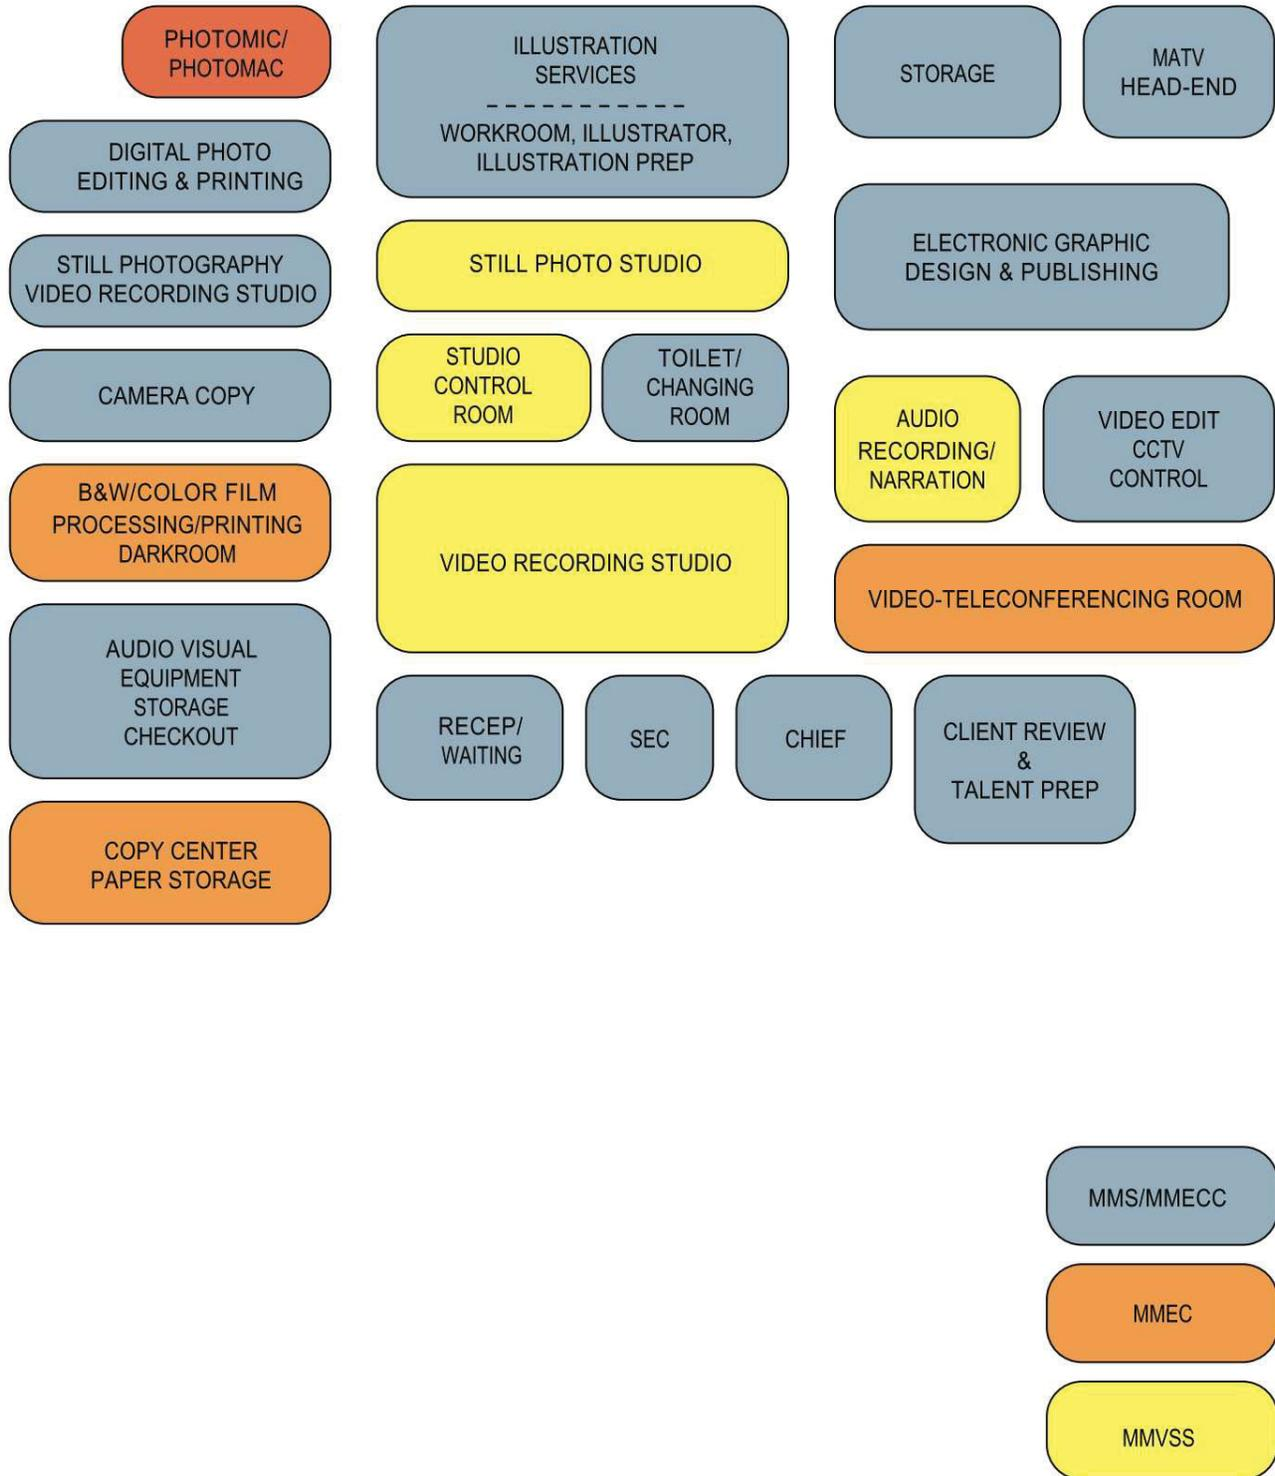 PHOTOMIC/
PHOTOMAC
DIGITAL PHOTO
EDITING & PRINTING
STILL PHOTOGRAPHY
VIDEO RECORDING STUDIO
CAMERA COPY
B&W/COLOR FILM
PROCESSING/PRINTING
DARKROOM
AUDIO VISUAL
EQUIPMENT
STORAGE
CHECKOUT
COPY CENTER
PAPER STORAGE
ILLUSTRATION
SERVICES
WORKROOM, ILLUSTRATOR,
ILLUSTRATION PREP
STILL PHOTO STUDIO
STUDIO
CONTROL
ROOM
TOILET/
CHANGING
ROOM
VIDEO RECORDING STUDIO
RECEP/
WAITING
SEC
CHIEF
CLIENT REVIEW
&
TALENT PREP
STORAGE
MATV
HEAD-END
ELECTRONIC GRAPHIC
DESIGN & PUBLISHING
AUDIO
RECORDING/
NARRATION
VIDEO EDIT
CCTV
CONTROL
VIDEO-TELECONFERENCING ROOM
MMS/MMECC
MMEC
MMVSS